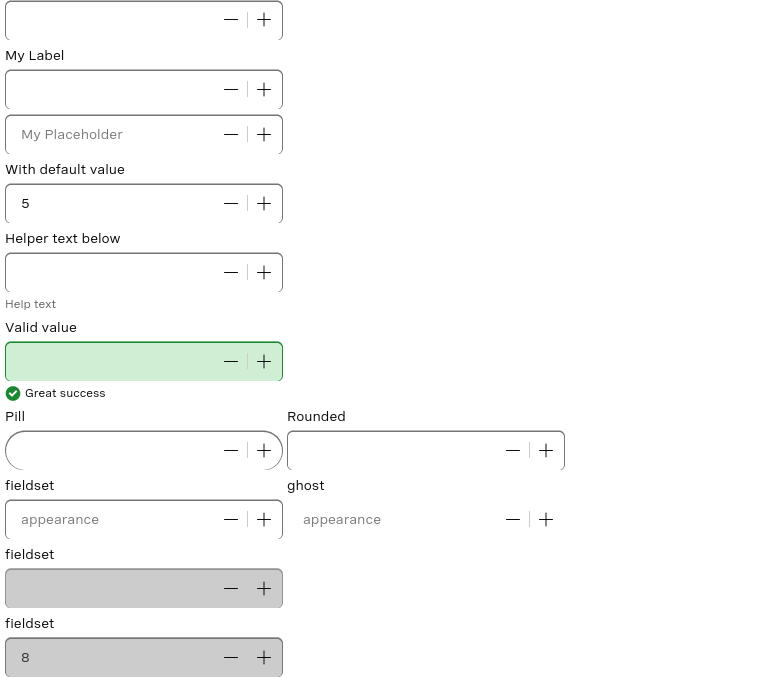 My Label
My Placeholder
With default value
5
Helper text below
Help text
Valid value
Great success
Pill
Rounded
fieldset
ghost
appearance
appearance
fieldset
fieldset
8